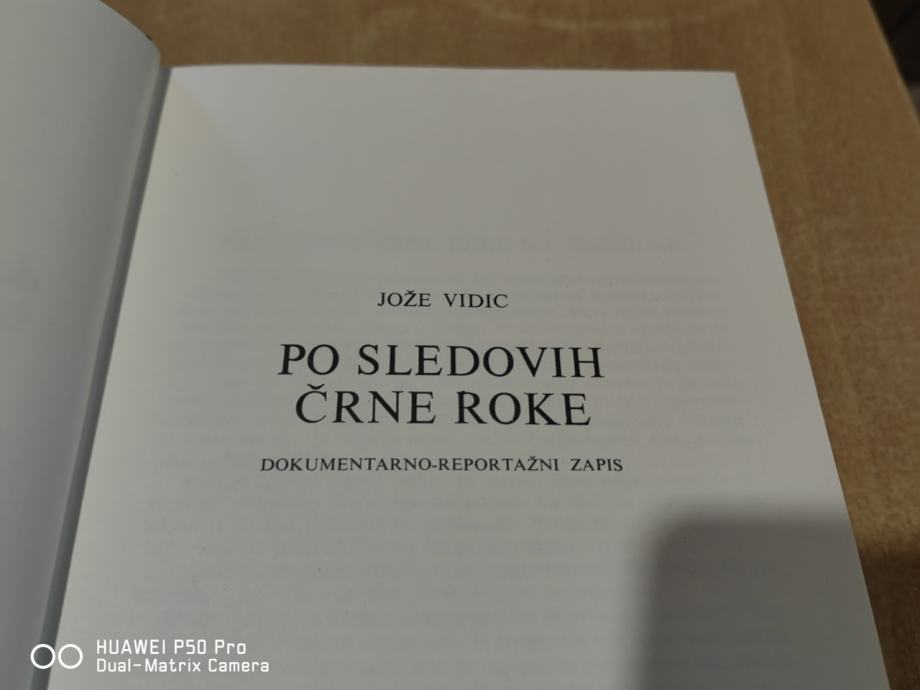 JOŽE VIDIC
PO SLEDOVIH
ČRNE ROKE
DOKUMENTARNO-REPORTAŽNI ZAPIS
HUAWEI P50 Pro
Dual-Matrix Camera